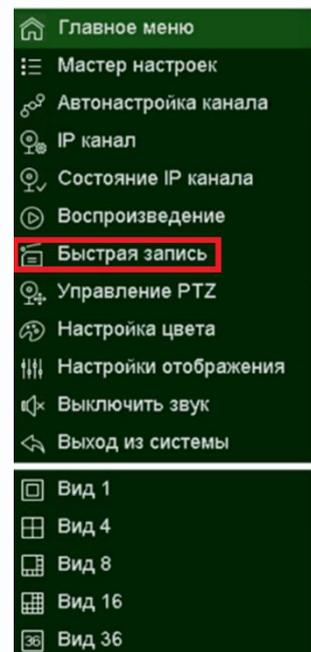 Главное меню
Мастер настроек
Автонастройка канала
IP канал
Состояние IP канала
Воспроизведение
Быстрая запись
Управление PTZ
Настройка цвета
Настройки отображения
Выключить звук
Выход из системы
Вид 1
Вид 4
Вид 8
Вид 16
36 Вид 36